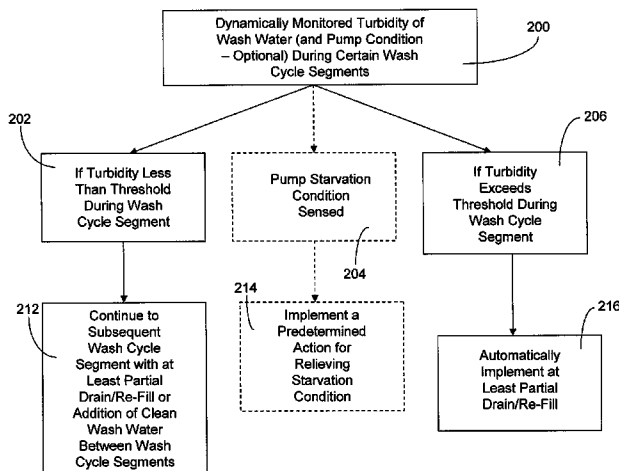 Dynamically Monitored Turbidity of
Wash Water (and Pump Condition
– Optional) During Certain Wash
Cycle Segments
200
202
206
If Turbidity Less
Than Threshold
During Wash
Cycle Segment
Pump Starvation
Condition
Sensed
204
If Turbidity
Exceeds
Threshold During
Wash Cycle
Segment
212
Continue to
Subsequent
Wash Cycle
Segment with at
Least Partial
Drain/Re-Fill or
Addition of Clean
Wash Water
Between Wash
Cycle Segments
214
Implement a
Predetermined
Action for
Relieving
Starvation
Condition
216
Automatically
Implement at
Least Partial
Drain/Re-Fill